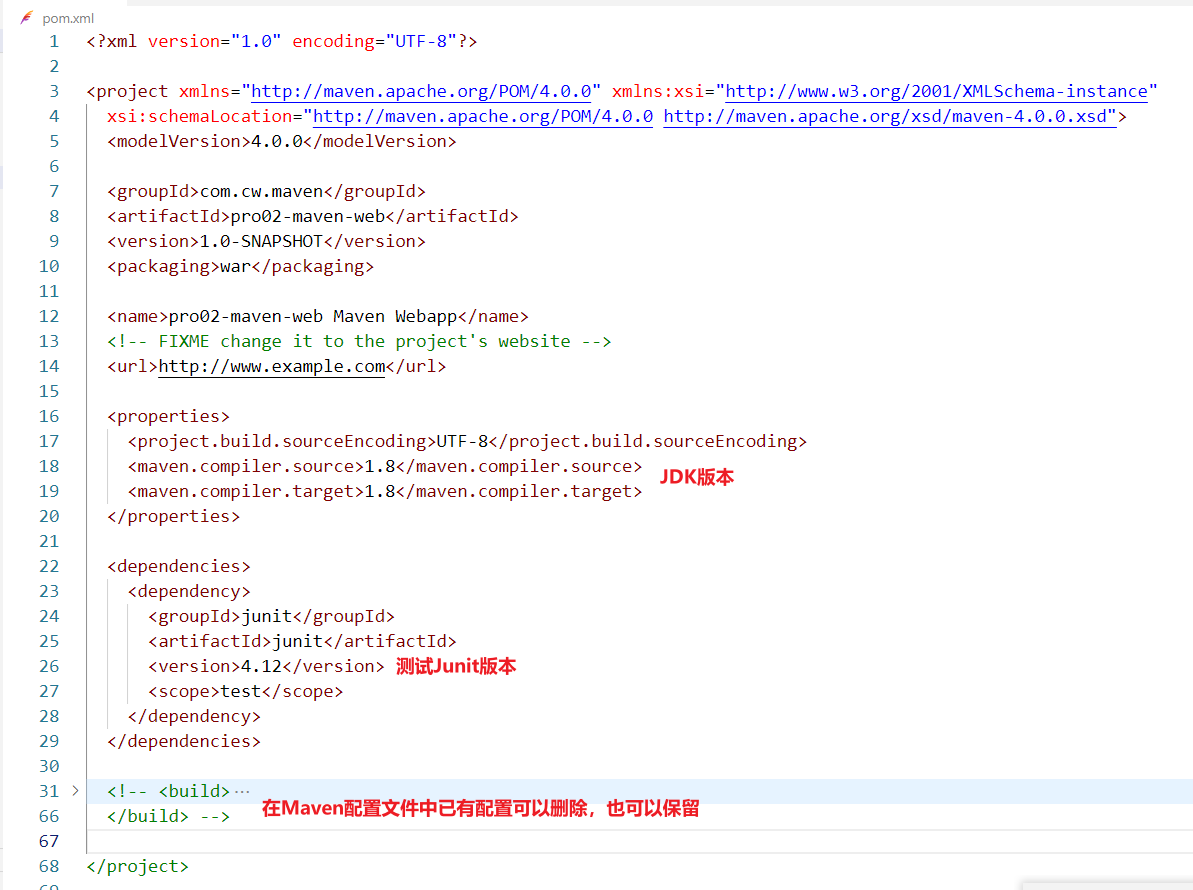 pom.xml
1 <?xml version="1.0" encoding="UTF-8"?>
2
3 <project xmlns="http://maven.apache.org/POM/4.0.0" xmlns:xsi="http://www.w3.org/2001/XMLSchema-instance"
4 xsi:schemaLocation="http://maven.apache.org/POM/4.0.0 http://maven.apache.org/xsd/maven-4.0.0.xsd">
5 <modelVersion>4.0.0</modelVersion>
6
7 <groupId>com.cw.maven</groupId>
8 <artifactId>pro02-maven-web</artifactId>
9 <version>1.0-SNAPSHOT</version>
10 <packaging>war</packaging>
11
12 <name>pro02-maven-web Maven Webapp</name>
13 <!-- FIXME change it to the project's website -->
14 <url>http://www.example.com</url>
15
16 <properties>
17 <project.build.sourceEncoding>UTF-8</project.build.sourceEncoding>
18 <maven.compiler.source>1.8</maven.compiler.source>
JDK版本
19 <maven.compiler.target>1.8</maven.compiler.target>
20 </properties>
21
22 <dependencies>
23 <dependency>
24 <groupId>junit</groupId>
25 <artifactId>junit</artifactId>
26 <version>4.12</version> 测试Junit版本
27 <scope>test</scope>
28 </dependency>
29 </dependencies>
30
31 > <!-- <build>···
在Maven配置文件中已有配置可以删除，也可以保留
66 </build> -->
67
68 </project>
69